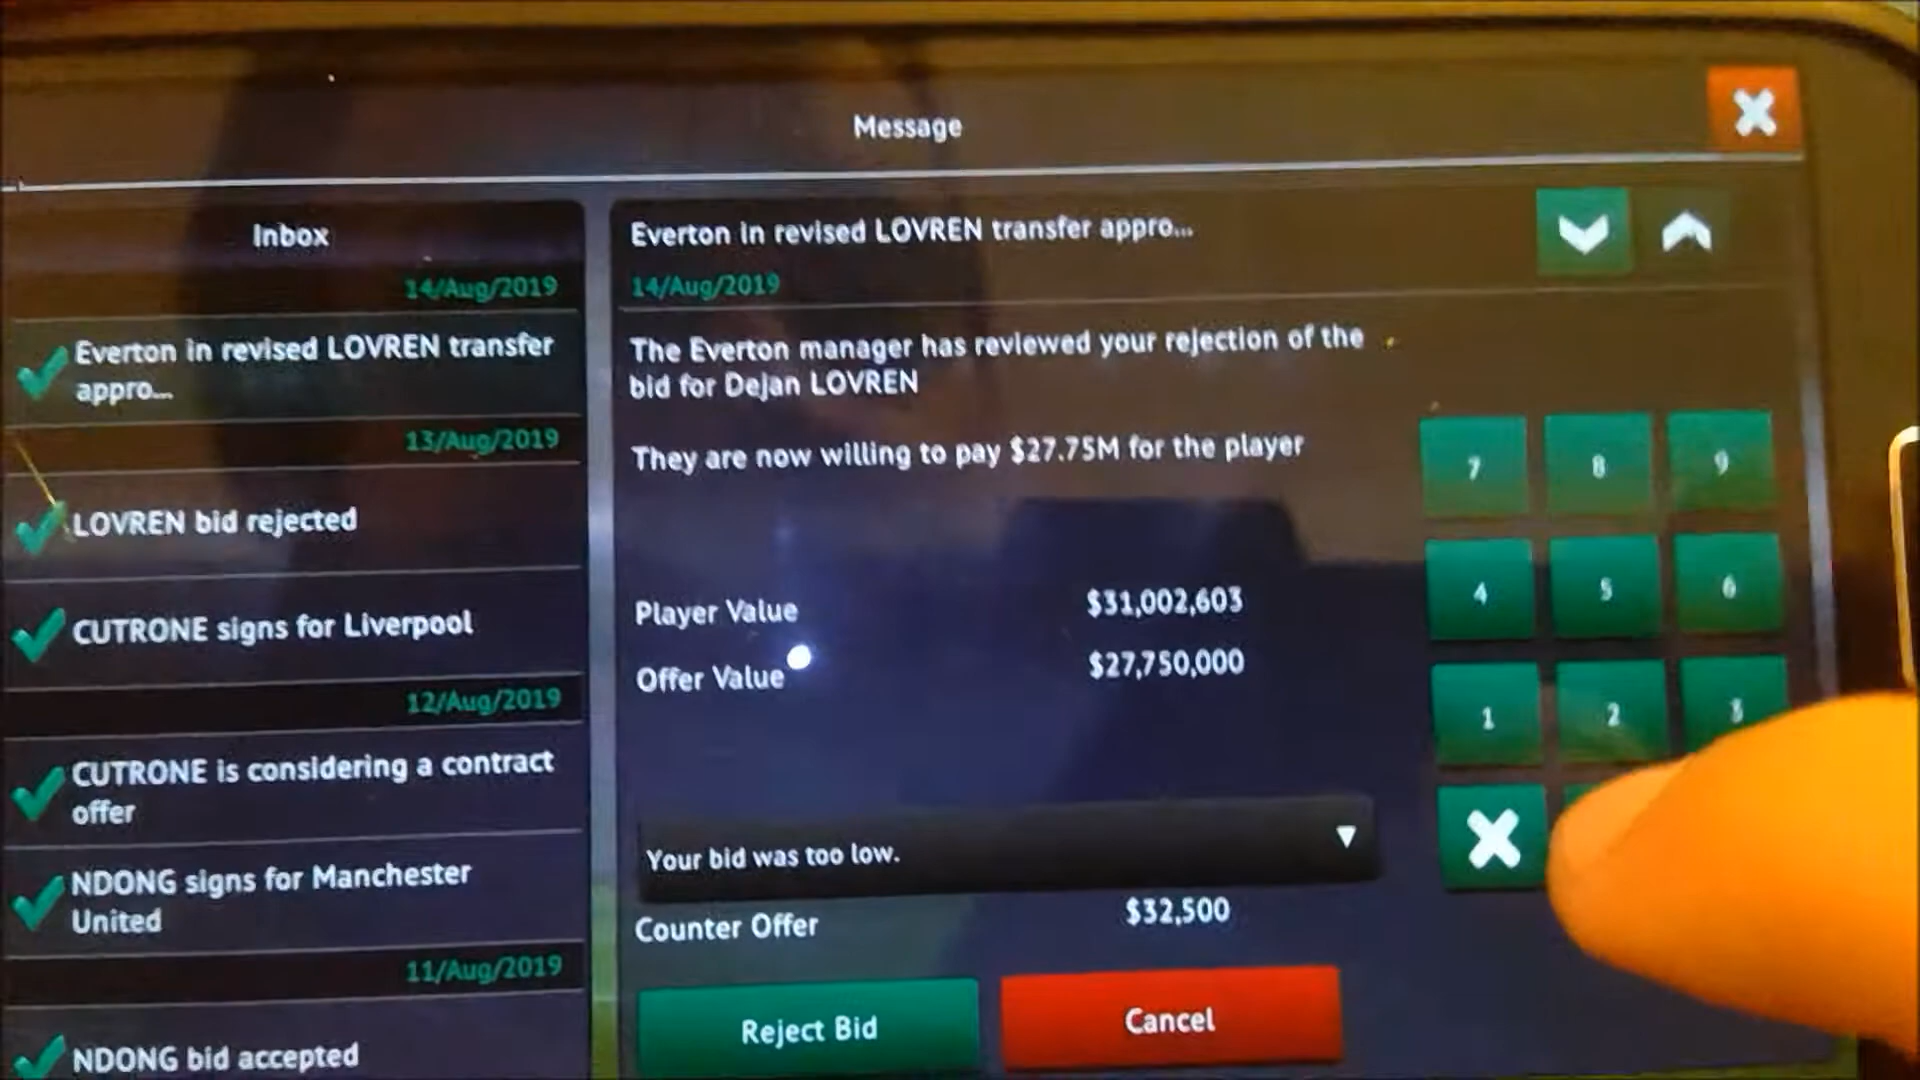 Message
Inbox
14/Aug/2019
Everton in revised LOVREN transfer
appro...
13/Aug/2019
LOVREN bid rejected
CUTRONE signs for Liverpool
12/Aug/2019
CUTRONE is considering a contract
offer
NDONG signs for Manchester
United
11/Aug/2019
NDONG bid accepted
Everton in revised LOVREN transfer appro...
14/Aug/2019
The Everton manager has reviewed your rejection of the
bid for Dejan LOVREN
They are now willing to pay $27.75M for the player
Player Value $31,002,603
Offer Value $27,750,000
Your bid was too low.
Counter Offer $32,500
Reject Bid Cancel
7 8 9
4 5 6
1 2 3